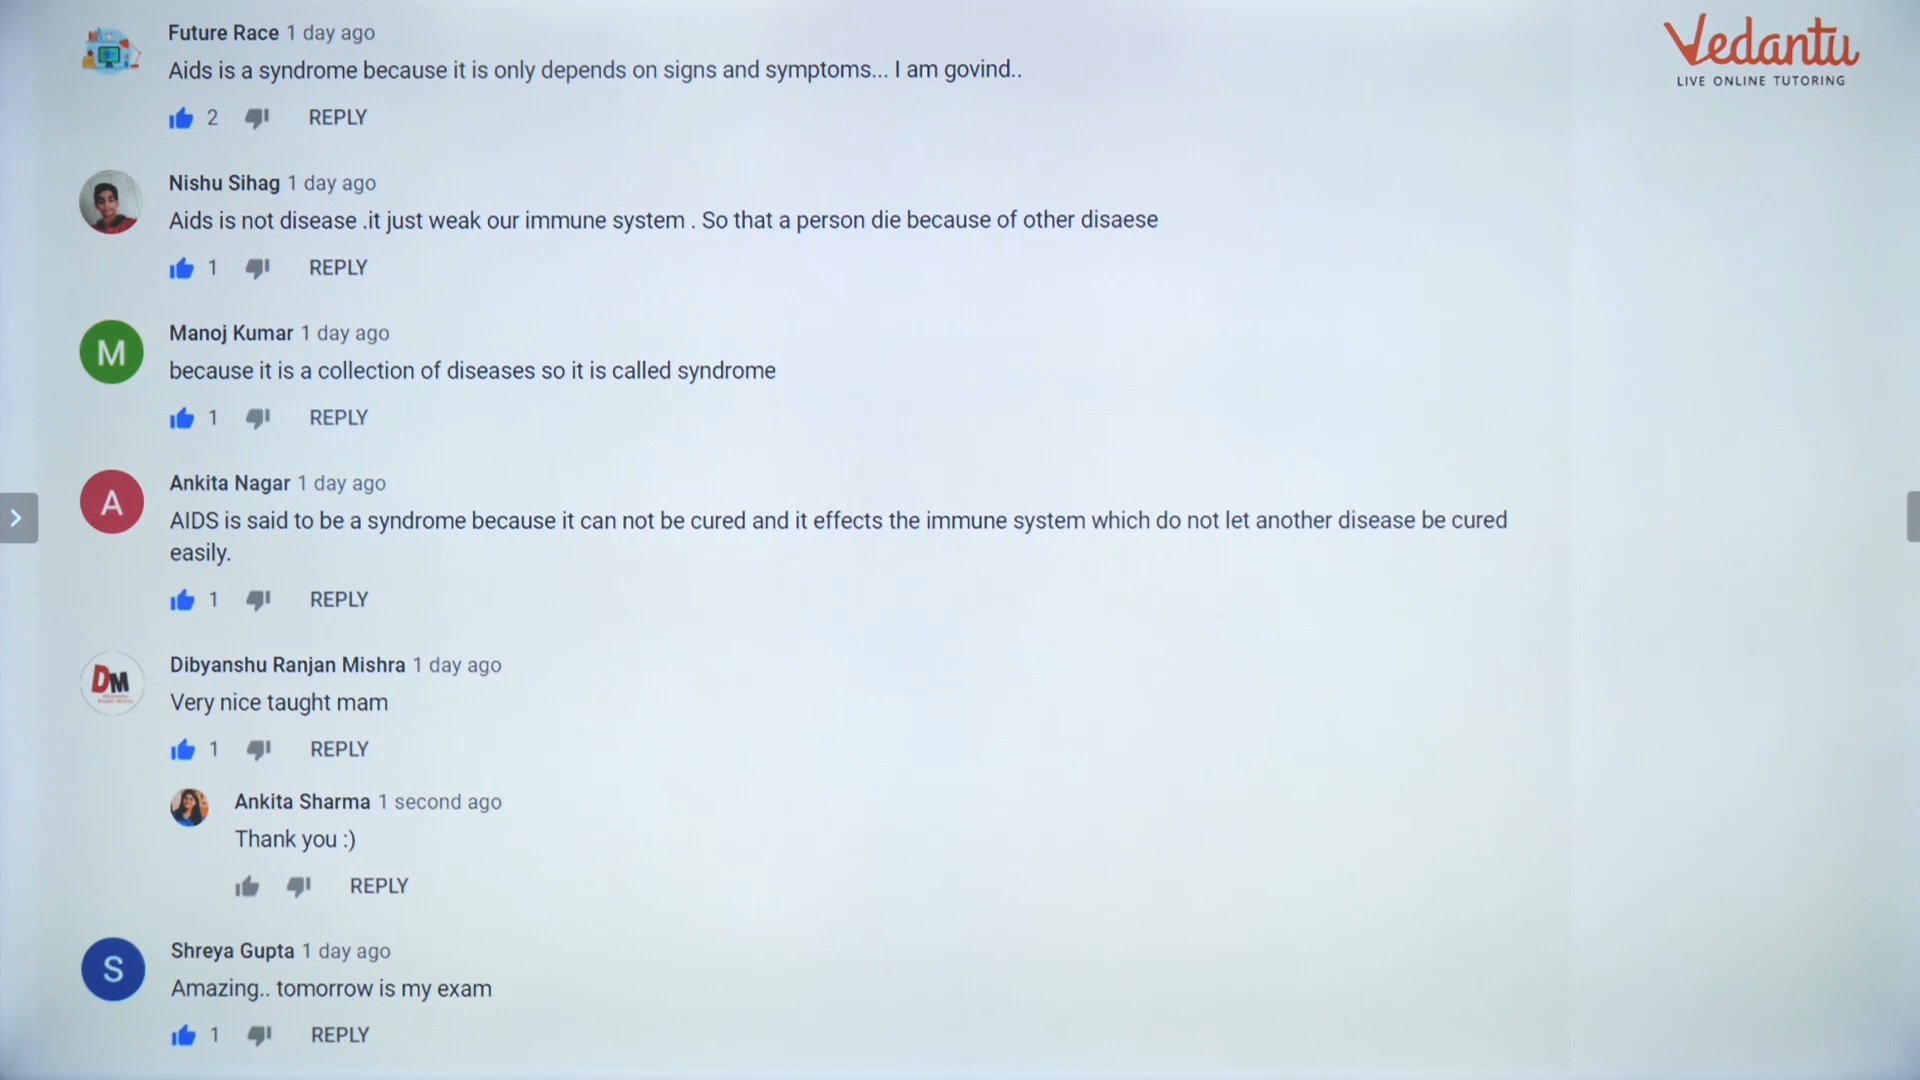 Future Race 1 day ago
Aids is a syndrome because it is only depends on signs and symptoms... I am govind..
2 REPLY
Nishu Sihag 1 day ago
Aids is not disease .it just weak our immune system . So that a person die because of other disaese
1 REPLY
M
Manoj Kumar 1 day ago
because it is a collection of diseases so it is called syndrome
1 REPLY
A
Ankita Nagar 1 day ago
AIDS is said to be a syndrome because it can not be cured and it effects the immune system which do not let another disease be cured
easily.
1 REPLY
DM
Dibyanshu Ranjan Mishra 1 day ago
Very nice taught mam
1 REPLY
Ankita Sharma 1 second ago
Thank you :)
REPLY
S
Shreya Gupta 1 day ago
Amazing.. tomorrow is my exam
1 REPLY
Vedantu
LIVE ONLINE TUTORING